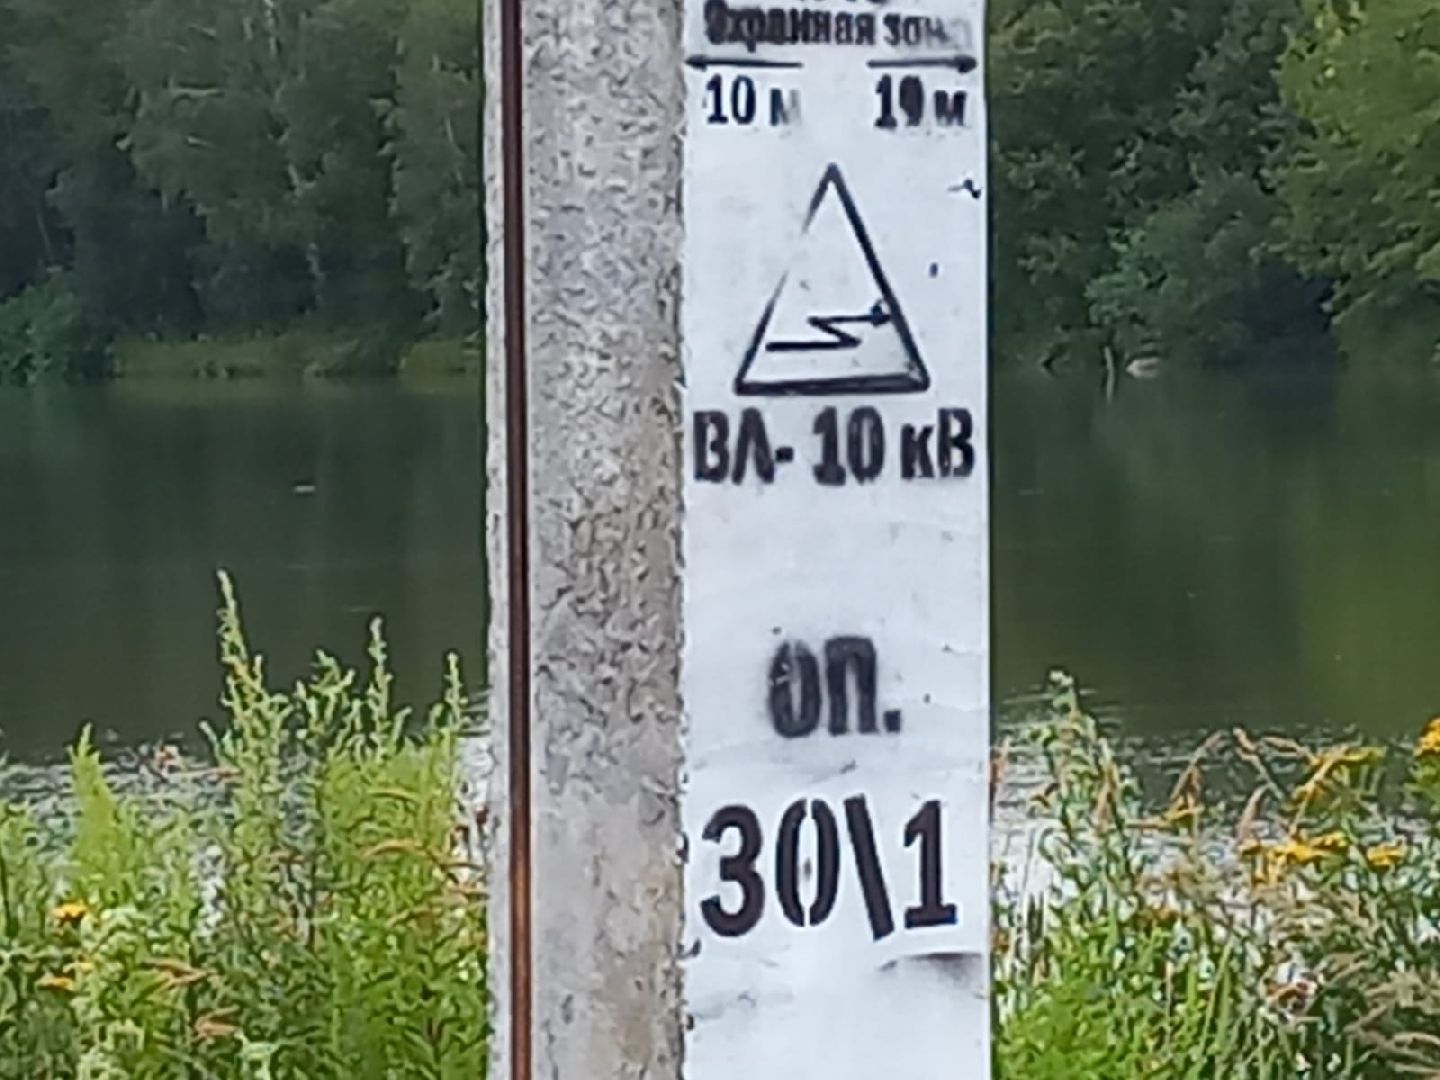 Охранная зона
10 м 10 м
ВЛ- 10 кВ
оп.
30\1